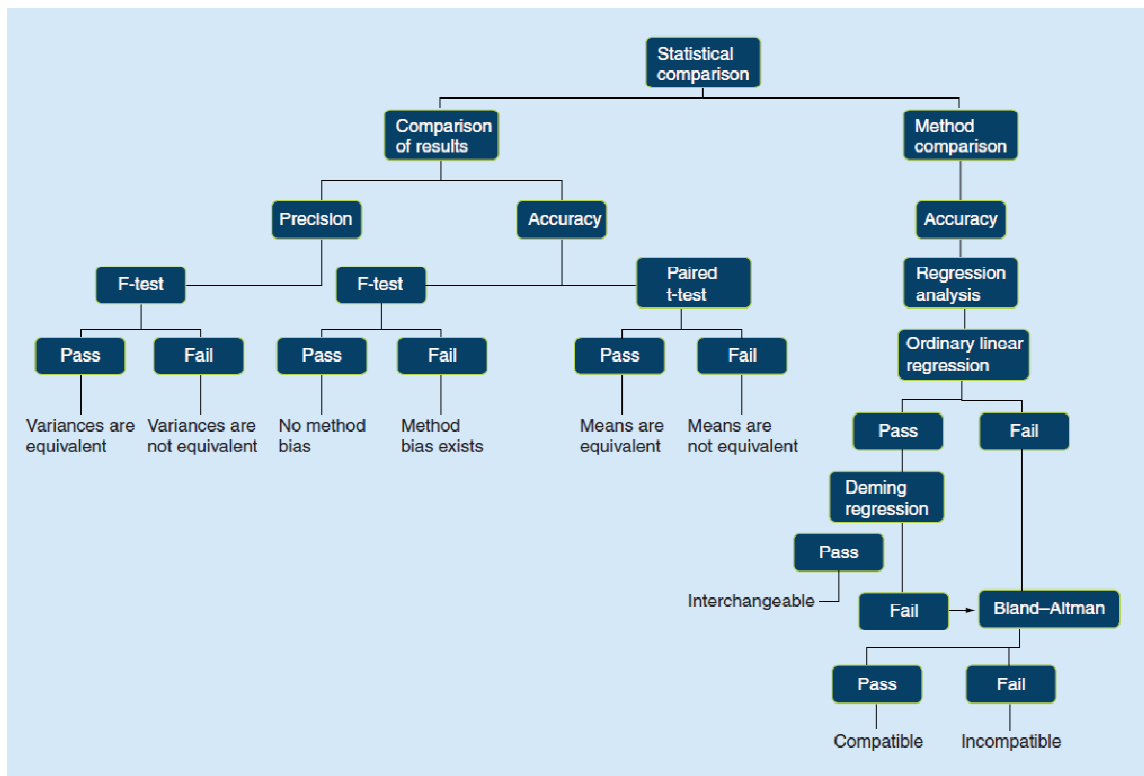 Statistical
comparison
Comparison
of results
Method
comparison
Precision
Accuracy
Accuracy
F-test
F-test
Paired
t-test
Regression
analysis
Pass
Fail
Pass
Fail
Pass
Fail
Ordinary linear
regression
Variances are
equivalent
Variances are
not equivalent
No method
bias
Method
bias exists
Means are
equivalent
Means are
not equivalent
Pass
Fail
Deming
regression
Pass
Interchangeable
Fail
Bland–Altman
Pass
Fail
Compatible
Incompatible